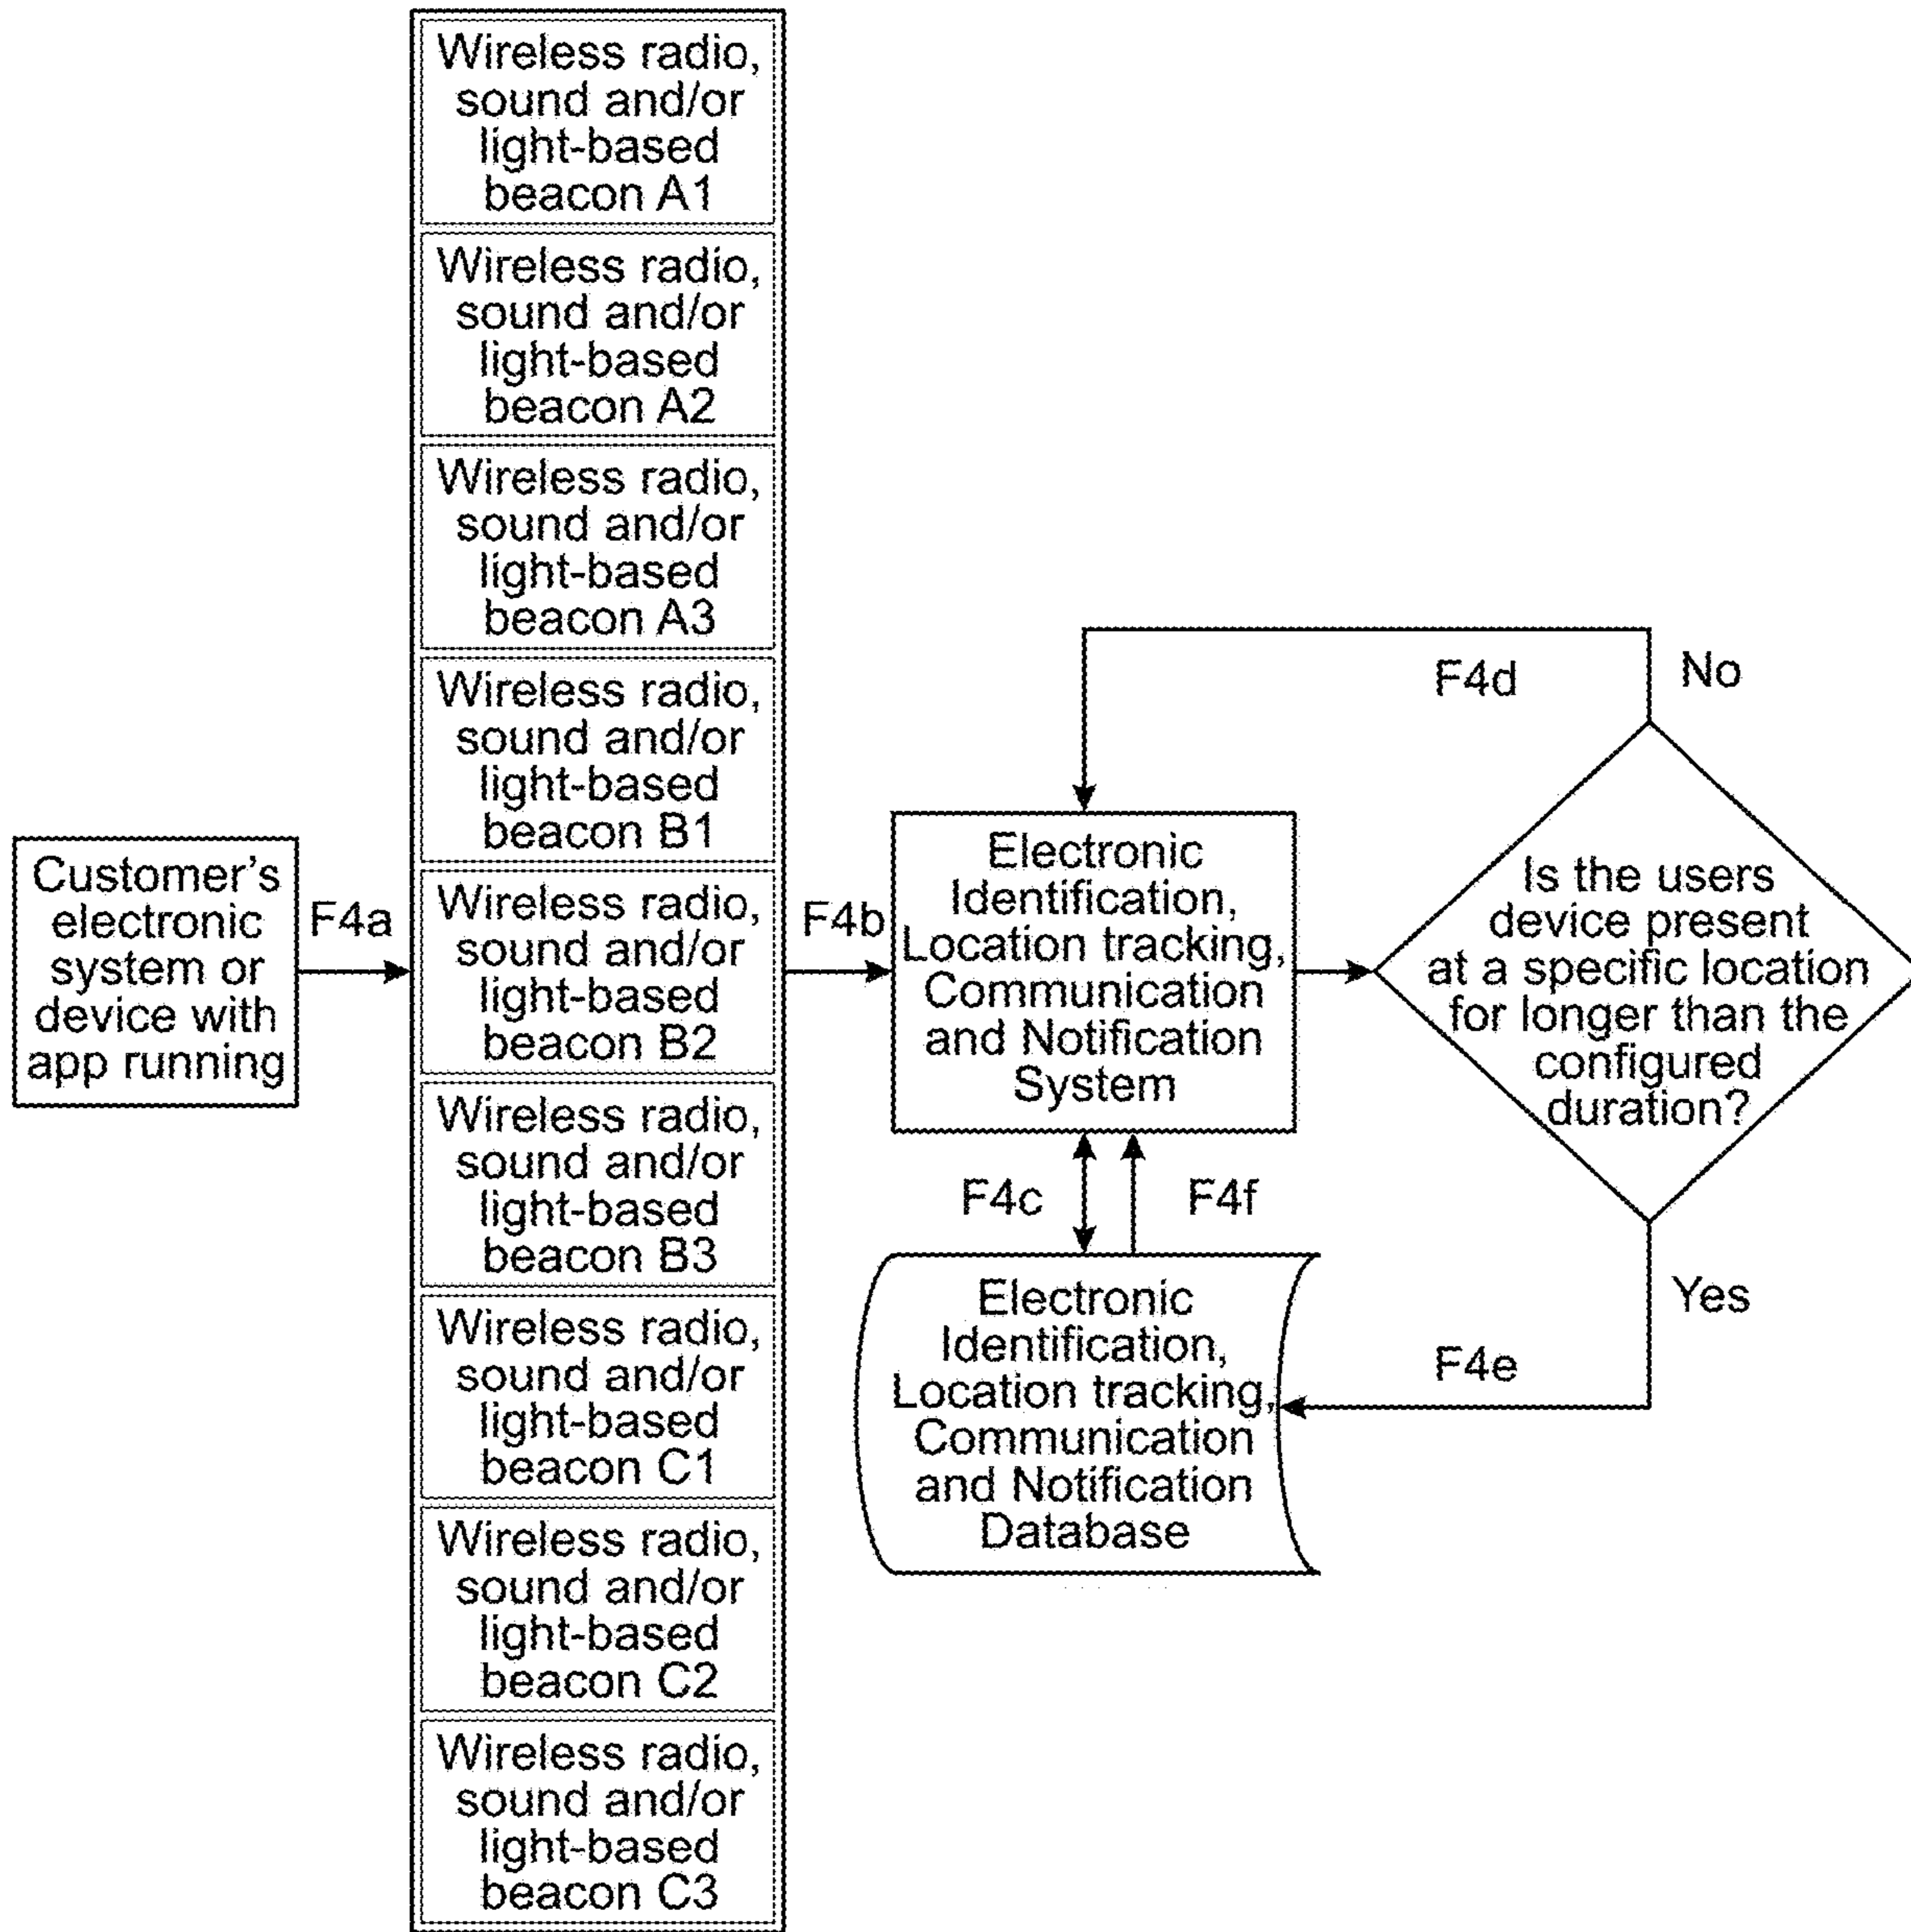 Wireless radio,
sound and/or
light-based
beacon A1
Wireless radio,
sound and/or
light-based
beacon A2
Wireless radio,
sound and/or
light-based
beacon A3
Wireless radio,
sound and/or
light-based
beacon B1
Wireless radio,
sound and/or
light-based
beacon B2
Wireless radio,
sound and/or
light-based
beacon B3
Wireless radio,
sound and/or
light-based
beacon C1
Wireless radio,
sound and/or
light-based
beacon C2
Wireless radio,
sound and/or
light-based
beacon C3
Customer's
electronic
system or
device with
app running
F4a
F4b
Electronic
Identification,
Location tracking,
Communication
and Notification
System
F4d
No
Is the users
device present
at a specific location
for longer than the
configured
duration?
F4c
F4f
Yes
F4e
Electronic
Identification,
Location tracking,
Communication
and Notification
Database